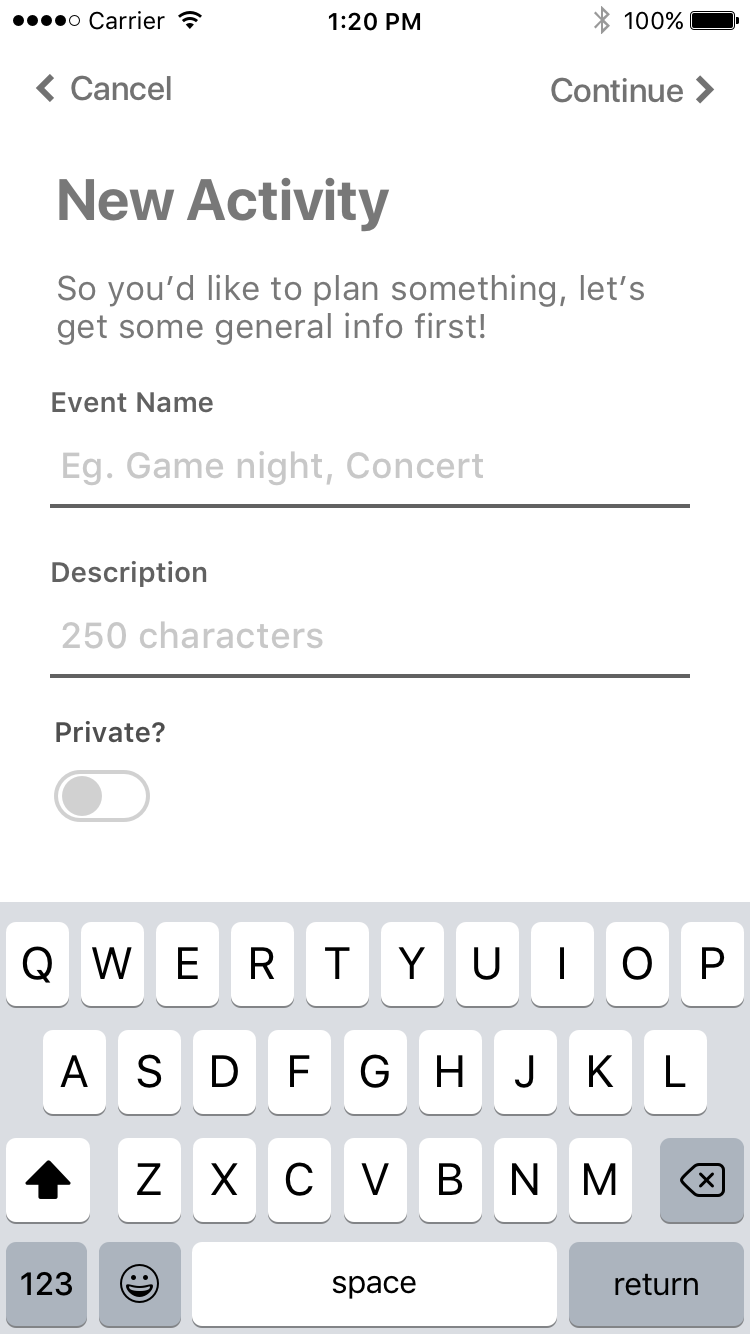 Carrier 1:20 PM 100%
Cancel Continue
New Activity
So you’d like to plan something, let’s
get some general info first!
Event Name
Eg. Game night, Concert
Description
250 characters
Private?
Q W E R T Y U I O P
A S D F G H J K L
Z X C V B N M
123 space return